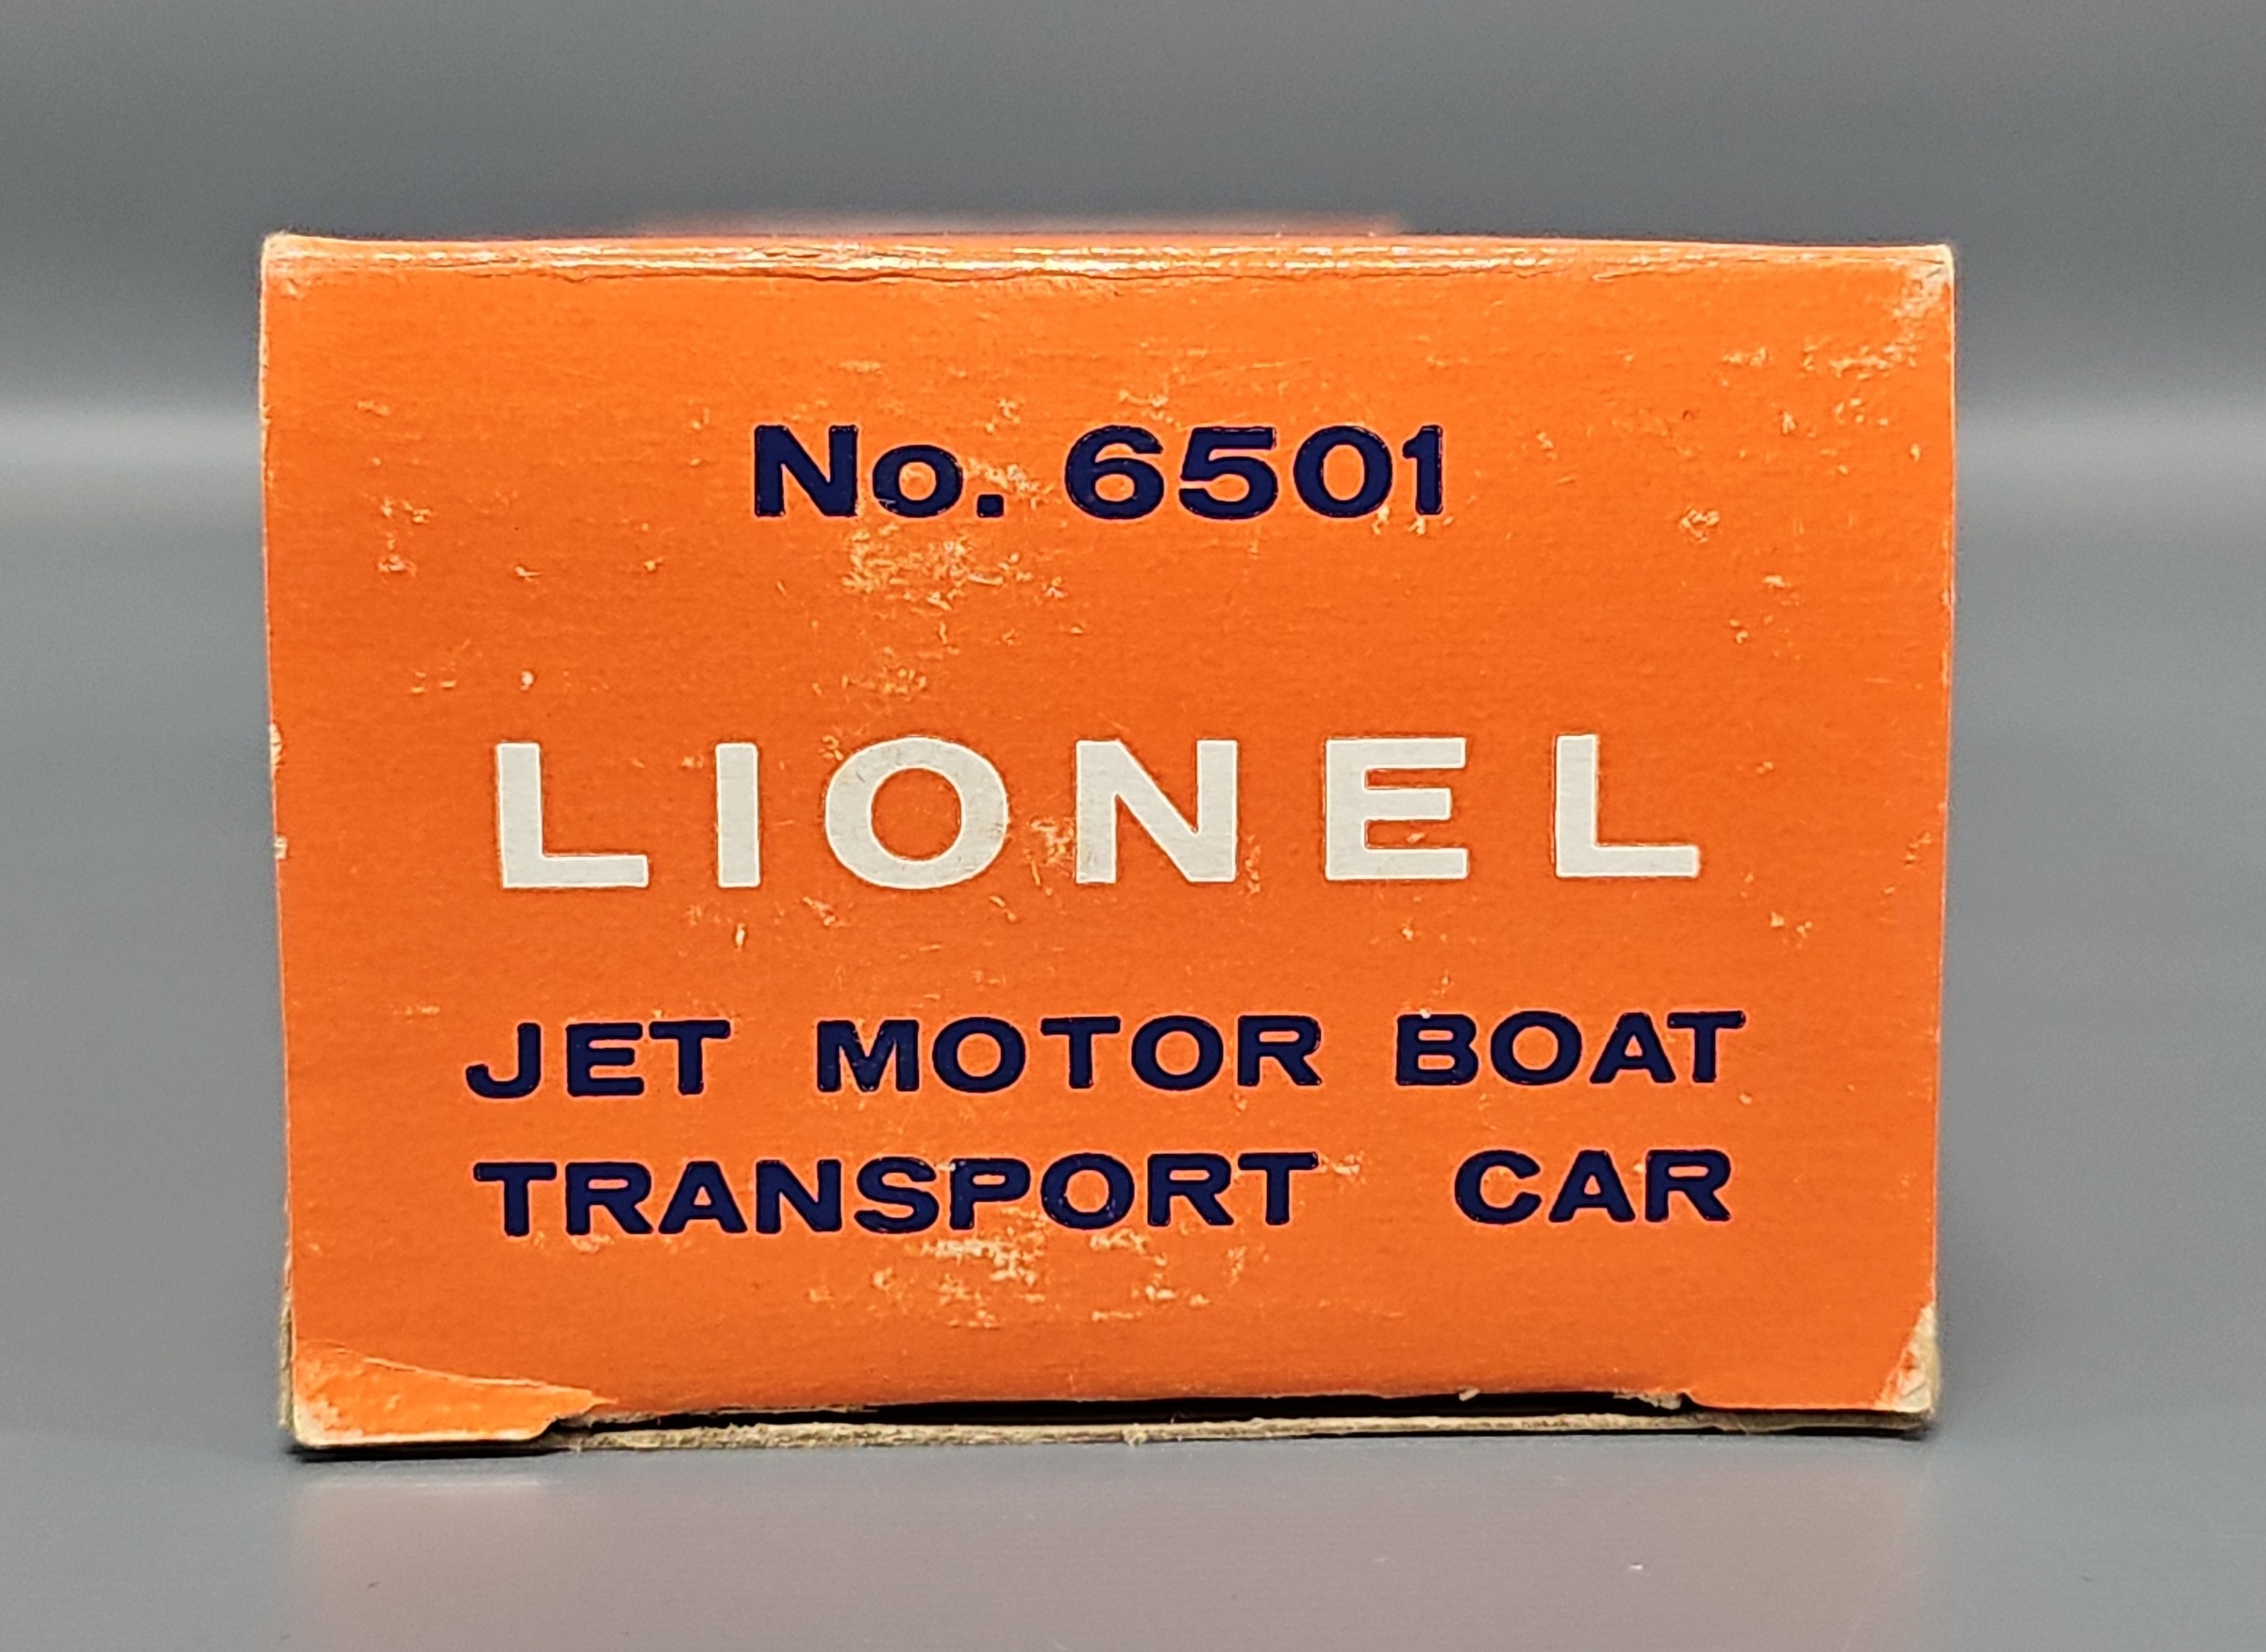 No. 6501
LIONEL
JET MOTOR BOAT
TRANSPORT CAR